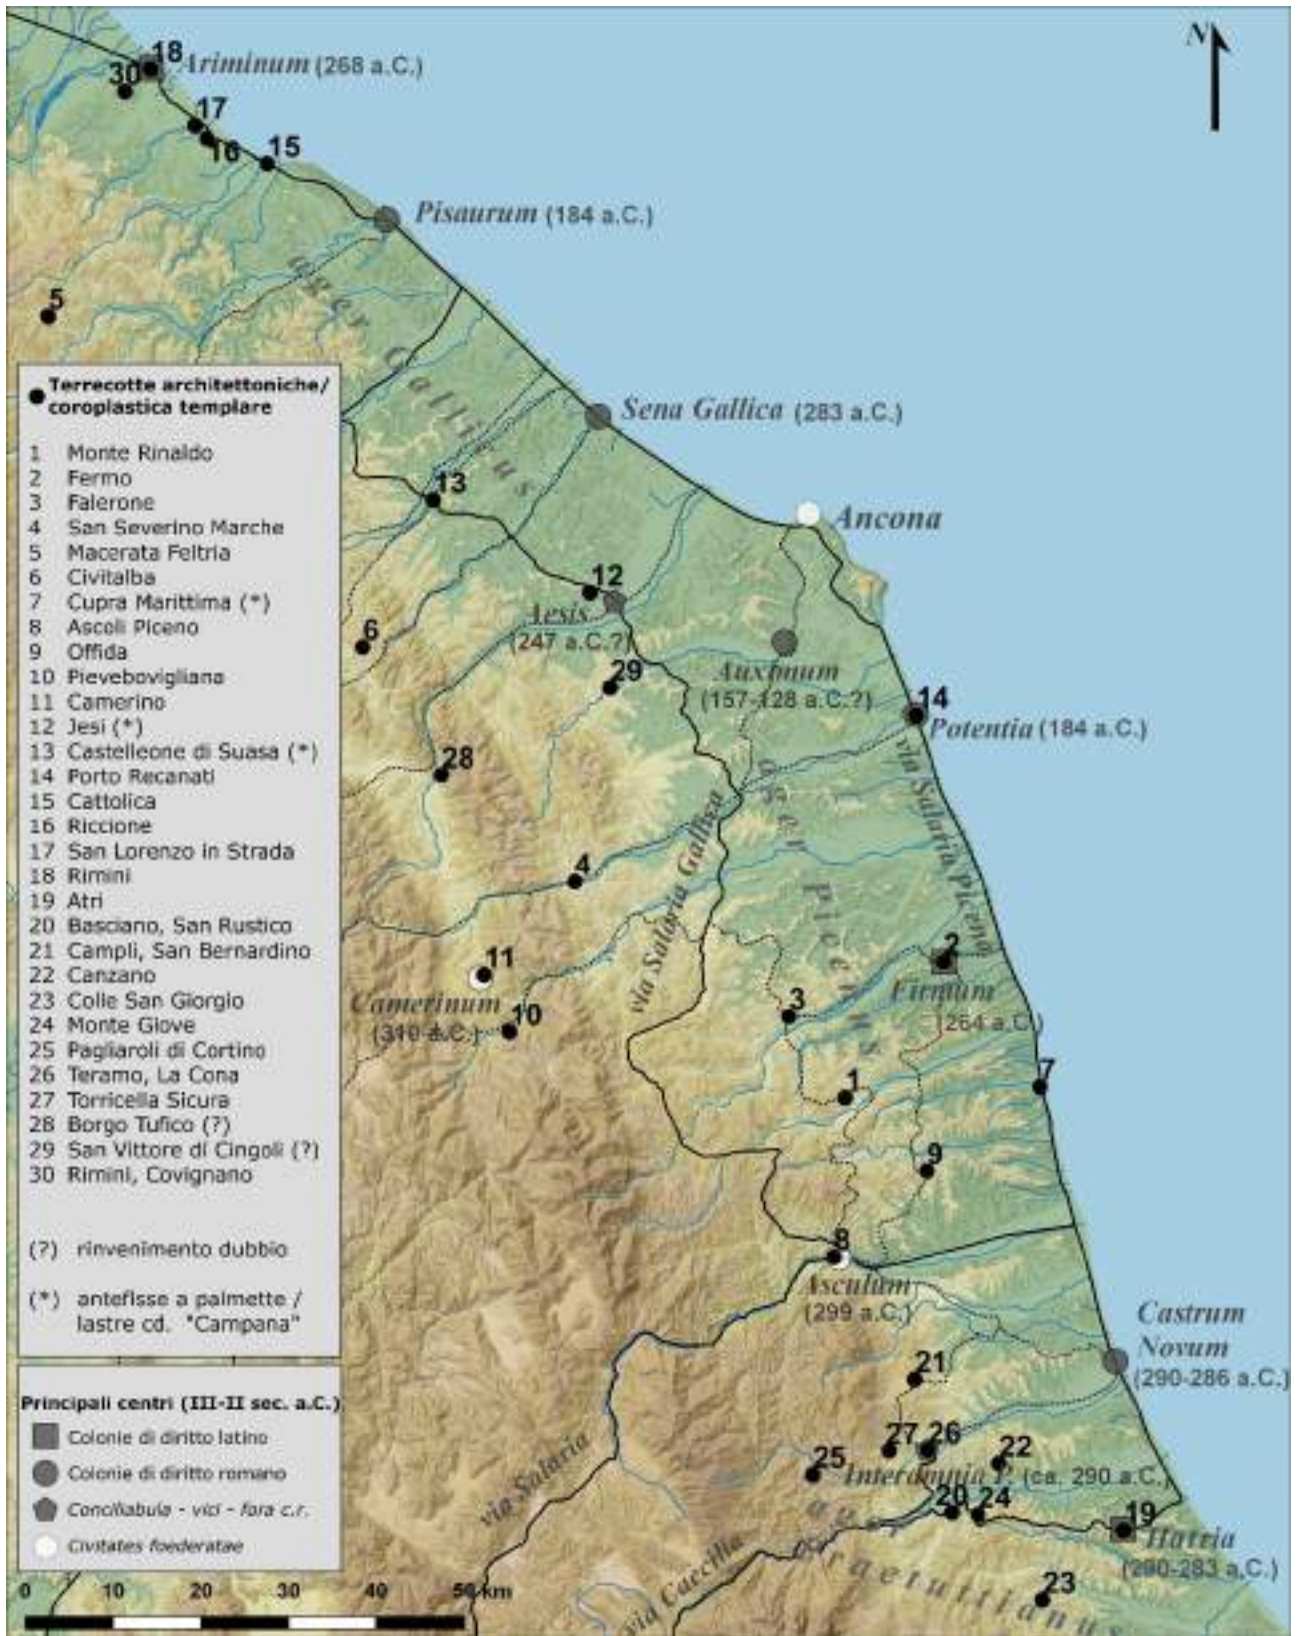 N
18
Ariminum (268 a.C.)
30
17
16
15
Pisaurum (184 a.C.)
ager Gallicus
5
Sena Gallica (283 a.C.)
13
Ancona
12
Aesis
(247 a.C.?)
6
29
Auximum
(157-128 a.C.?)
14
Potentia (184 a.C.)
28
via Salaria Picena
ager Picenus
via Salaria Gallica
4
2
Firmum
(264 a.C.)
11
Camerinum
(310 a.C.)
10
3
1
7
9
8
Asculum
(299 a.C.)
Castrum
Novum
(290-286 a.C.)
21
27
26
22
25
Interamnia P. (ca. 290 a.C.)
20
24
19
Hatria
(290-283 a.C.)
23
ager Praetuttianus
via Salaria
via Caecilia
Terrecotte architettoniche/
coroplastica templare
1 Monte Rinaldo
2 Fermo
3 Falerone
4 San Severino Marche
5 Macerata Feltria
6 Civitalba
7 Cupra Marittima (*)
8 Ascoli Piceno
9 Offida
10 Pievebovigliana
11 Camerino
12 Jesi (*)
13 Castelleone di Suasa (*)
14 Porto Recanati
15 Cattolica
16 Riccione
17 San Lorenzo in Strada
18 Rimini
19 Atri
20 Basciano, San Rustico
21 Campli, San Bernardino
22 Canzano
23 Colle San Giorgio
24 Monte Giove
25 Pagliaroli di Cortino
26 Teramo, La Cona
27 Torricella Sicura
28 Borgo Tufico (?)
29 San Vittore di Cingoli (?)
30 Rimini, Covignano
(?) rinvenimento dubbio
(*) antefisse a palmette /
lastre cd. "Campana"
Principali centri (III-II sec. a.C.)
Colonie di diritto latino
Colonie di diritto romano
Conciliabula - vici - fora c.r.
Civitates foederatae
0 10 20 30 40 50 km